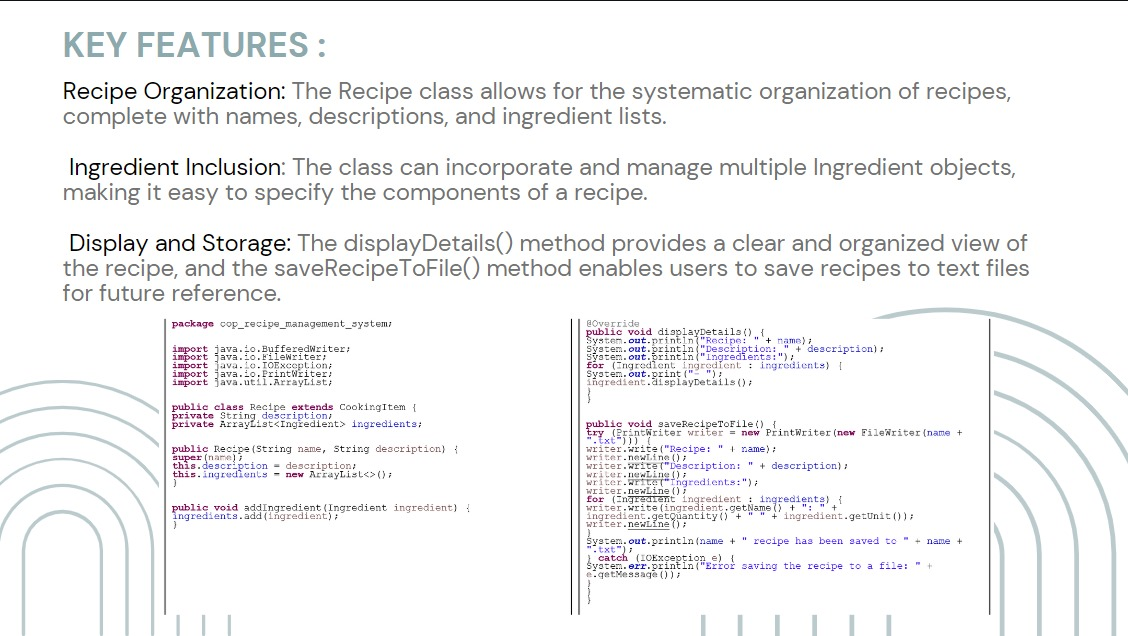 KEY FEATURES :
Recipe Organization: The Recipe class allows for the systematic organization of recipes,
complete with names, descriptions, and ingredient lists.
Ingredient Inclusion: The class can incorporate and manage multiple Ingredient objects,
making it easy to specify the components of a recipe.
Display and Storage: The displayDetails() method provides a clear and organized view of
the recipe, and the saveRecipeToFile() method enables users to save recipes to text files
for future reference.
package cop_recipe_management_system;
import java.io.BufferedWriter;
import java.io.FileWriter;
import java.io.IOException;
import java.io.PrintWriter;
import java.util.ArrayList;
public class Recipe extends CookingItem {
private String description;
private ArrayList<Ingredient> ingredients;
public Recipe(String name, String description) {
super(name);
this.description = description;
this.ingredients = new ArrayList<>();
}
public void addIngredient(Ingredient ingredient) {
ingredients.add(ingredient);
}
@Override
public void displayDetails() {
System.out.println("Recipe: " + name);
System.out.println("Description: " + description);
System.out.println("Ingredients:");
for (Ingredient ingredient : ingredients) {
System.out.print("- ");
ingredient.displayDetails();
}
}
public void saveRecipeToFile() {
try (PrintWriter writer = new PrintWriter(new FileWriter(name +
".txt"))) {
writer.write("Recipe: " + name);
writer.newLine();
writer.write("Description: " + description);
writer.newLine();
writer.write("Ingredients:");
writer.newLine();
for (Ingredient ingredient : ingredients) {
writer.write(ingredient.getName() + ": " +
ingredient.getQuantity() + " " + ingredient.getUnit());
writer.newLine();
}
System.out.println(name + " recipe has been saved to " + name +
".txt");
} catch (IOException e) {
System.err.println("Error saving the recipe to a file: " +
e.getMessage());
}
}
}